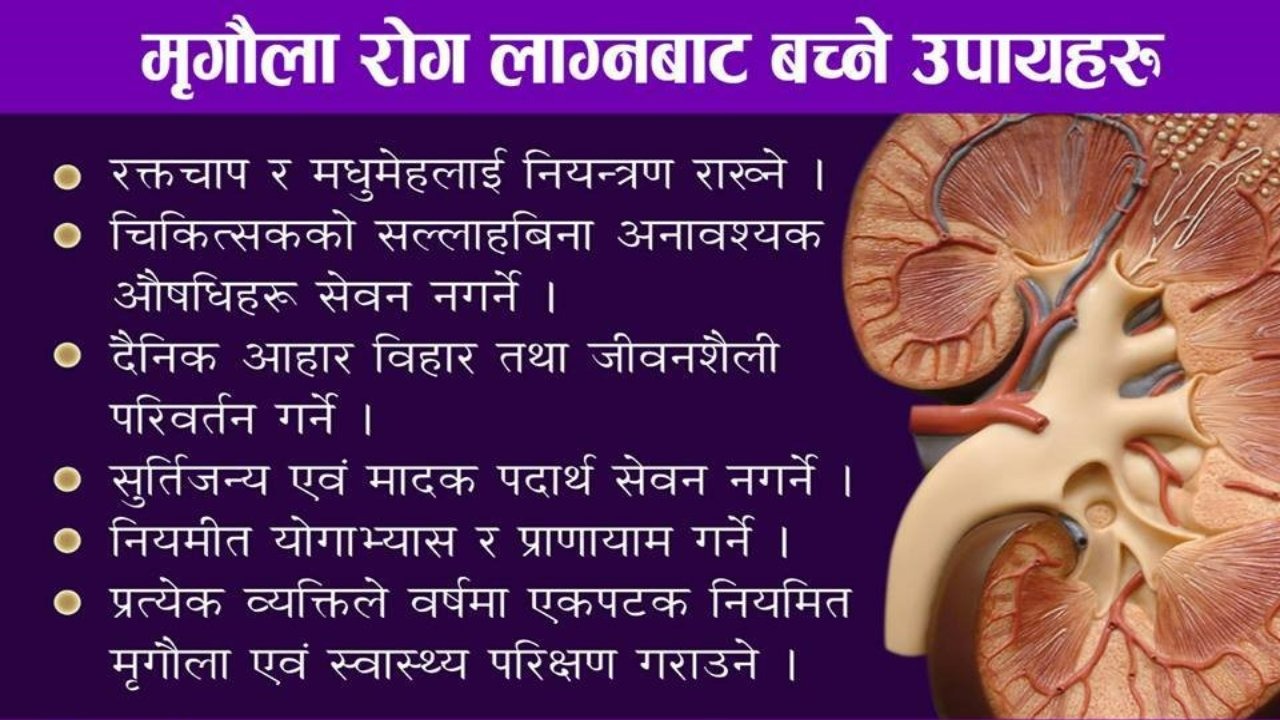 मृगौला रोग लाग्नबाट बच्ने उपायहरु
रक्तचाप र मधुमेहलाई नियन्त्रण राख्ने ।
चिकित्सकको सल्लाहबिना अनावश्यक
औषधिहरू सेवन नगर्ने ।
दैनिक आहार विहार तथा जीवनशैली
परिवर्तन गर्ने ।
सुर्तिजन्य एवं मादक पदार्थ सेवन नगर्ने ।
नियमीत योगाभ्यास र प्राणायाम गर्ने ।
प्रत्येक व्यक्तिले वर्षमा एकपटक नियमित
मृगौला एवं स्वास्थ्य परिक्षण गराउने ।